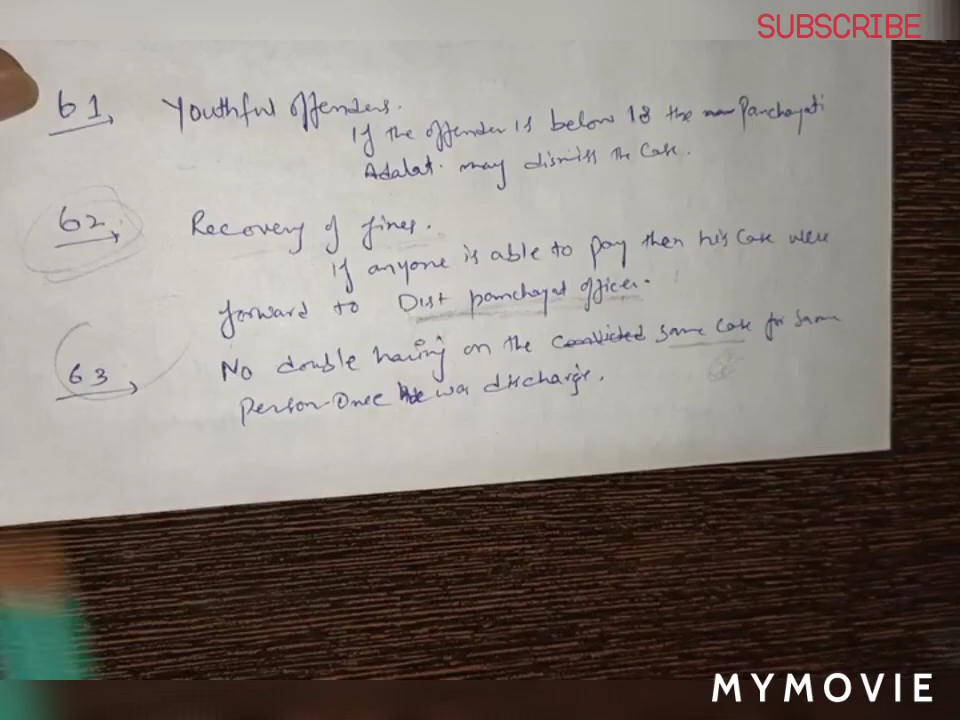 SUBSCRIBE
61, Youthful offenders.
If the offender is below 18 the Panchayati
Adalat. may dismiss the Case.
62. Recovery of fines.
If anyone is able to pay then his Case were
forward to Dist panchayat officer.
63, No double having on the convicted same case for same
person Once he was discharge.
MYMOVIE